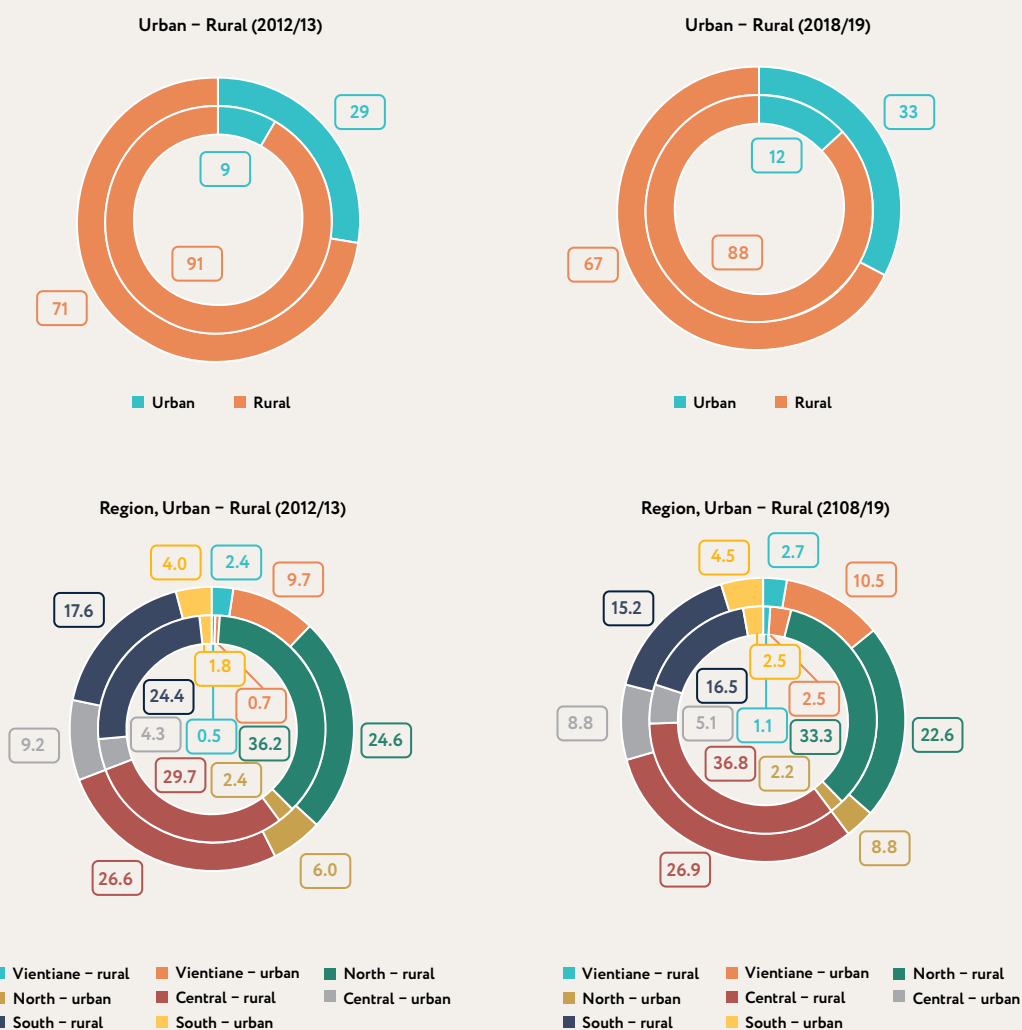 Urban – Rural (2012/13)
Urban – Rural (2018/19)
29
33
9
12
91
88
71
67
Urban
Rural
Urban
Rural
Region, Urban – Rural (2012/13)
Region, Urban – Rural (2108/19)
4.0
2.4
9.7
17.6
1.8
24.4
0.7
4.3
0.5
36.2
9.2
24.6
29.7
2.4
26.6
6.0
4.5
2.7
10.5
15.2
2.5
16.5
2.5
8.8
5.1
1.1
33.3
22.6
36.8
2.2
8.8
26.9
Vientiane – rural
Vientiane – urban
North – rural
North – urban
Central – rural
Central – urban
South – rural
South – urban
Vientiane – rural
Vientiane – urban
North – rural
North – urban
Central – rural
Central – urban
South – rural
South – urban